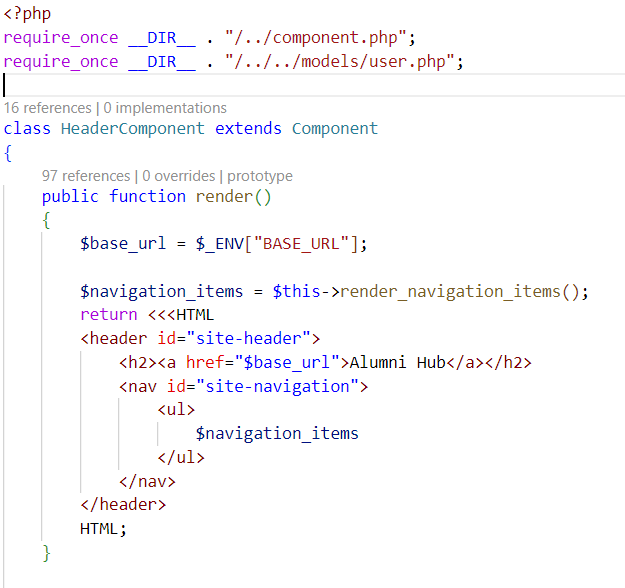 <?php
require_once __DIR__ . "/../component.php";
require_once __DIR__ . "/../../models/user.php";
16 references | 0 implementations
class HeaderComponent extends Component
{
97 references | 0 overrides | prototype
public function render()
{
$base_url = $_ENV["BASE_URL"];
$navigation_items = $this->render_navigation_items();
return <<<HTML
<header id="site-header">
<h2><a href="$base_url">Alumni Hub</a></h2>
<nav id="site-navigation">
<ul>
$navigation_items
</ul>
</nav>
</header>
HTML;
}